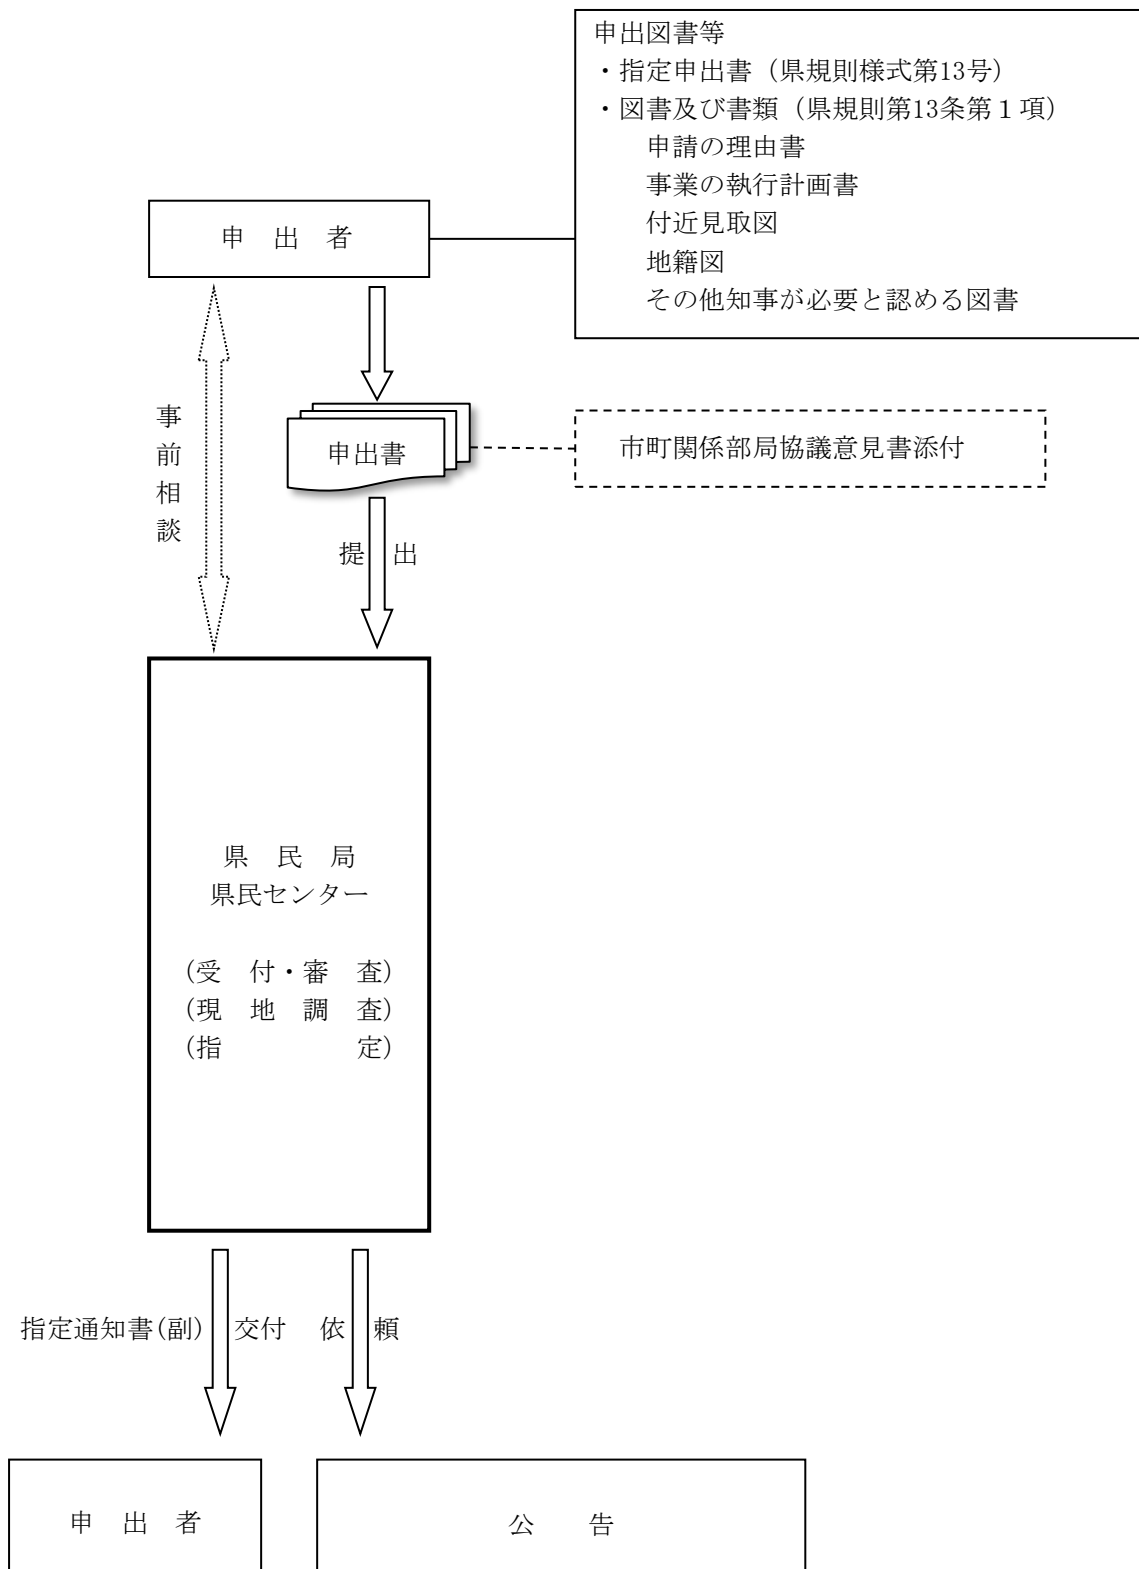 申出図書等
・指定申出書（県規則様式第13号）
・図書及び書類（県規則第13条第１項）
申請の理由書
事業の執行計画書
付近見取図
地籍図
その他知事が必要と認める図書
申　出　者
事前相談
申出書
市町関係部局協議意見書添付
提　出
県　民　局
県民センター
(受　付・審　査)
(現　地　調　査)
(指　　　　　定)
指定通知書(副)　交付
依　頼
申　出　者
公　　告